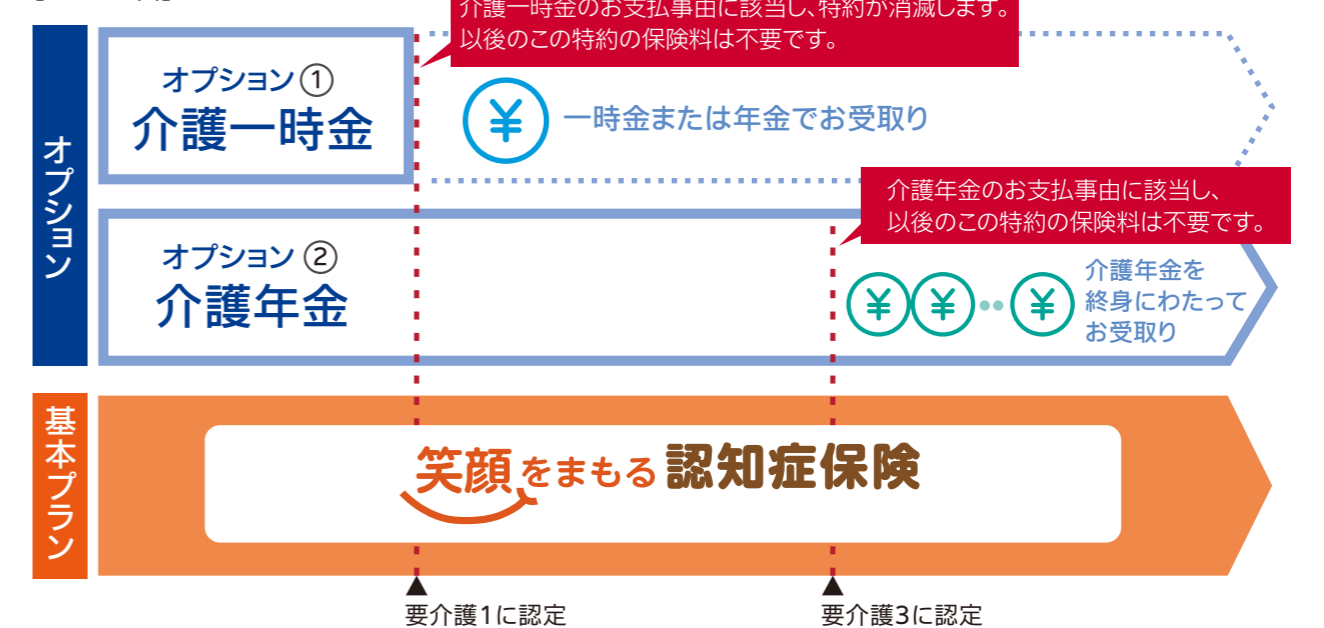 介護一時金のお支払事由に該当し、特約が消滅します。
以後のこの特約の保険料は不要です。
オプション
オプション①
介護一時金
¥
一時金または年金でお受取り
介護年金のお支払事由に該当し、
以後のこの特約の保険料は不要です。
オプション②
介護年金
¥ ¥ ¥
介護年金を
終身にわたって
お受取り
基本プラン
笑顔をまもる認知症保険
▲ ▲
要介護1に認定 要介護3に認定